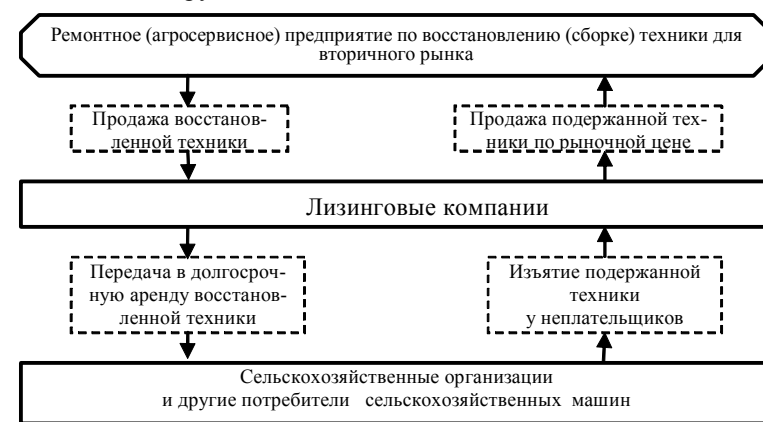 Ремонтное (агросервисное) предприятие по восстановлению (сборке) техники для
вторичного рынка
Продажа восстанов-
ленной техники
Продажа подержанной тех-
ники по рыночной цене
Лизинговые компании
Передача в долгосроч-
ную аренду восстанов-
ленной техники
Изъятие подержанной
техники
у неплательщиков
Сельскохозяйственные организации
и другие потребители сельскохозяйственных машин